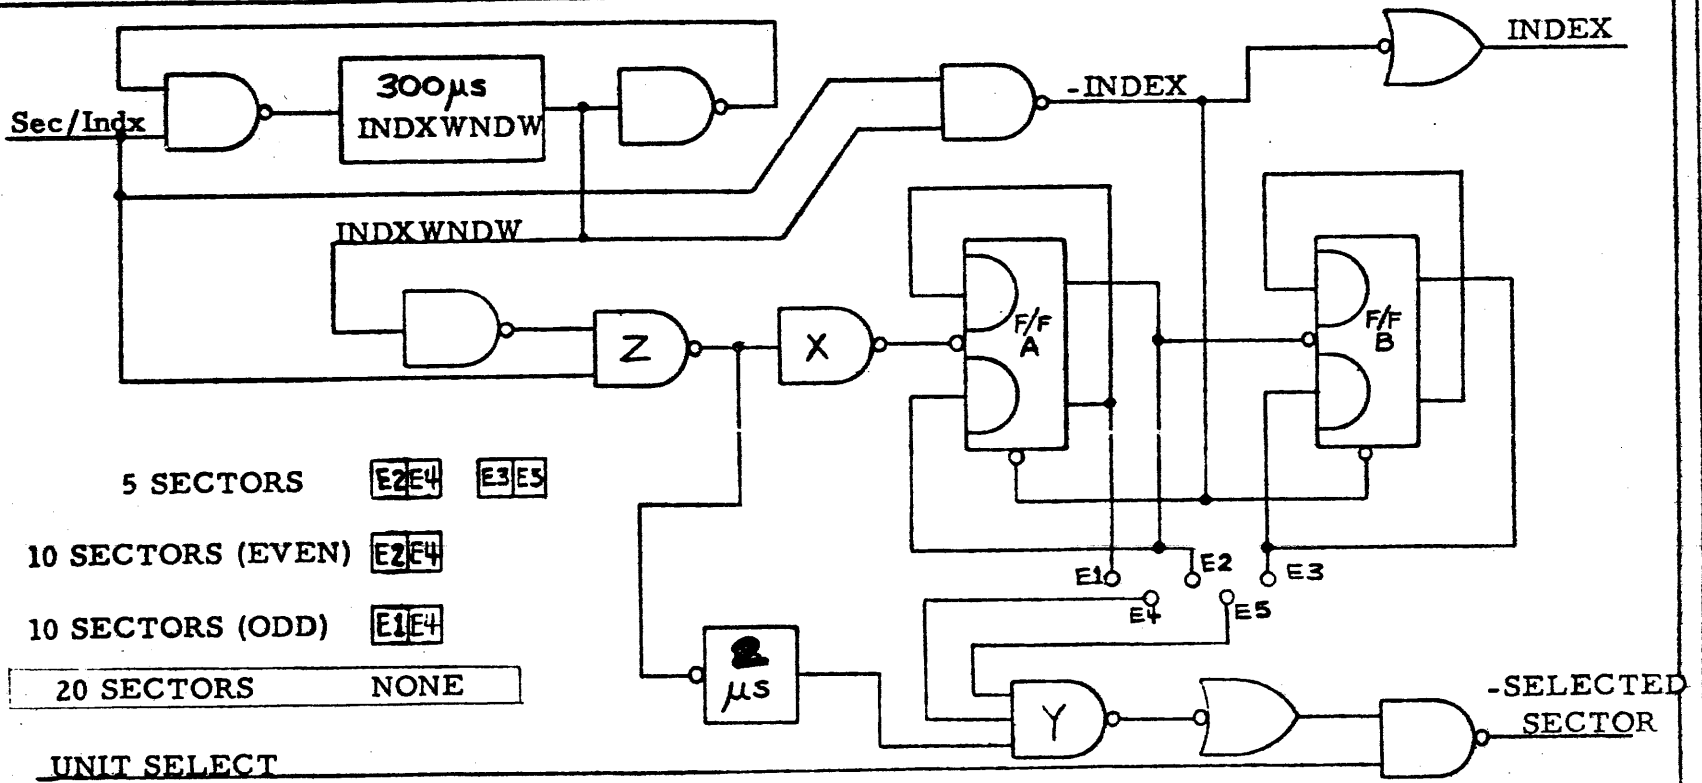 INDEX
300µs
INDXWNDW
-INDEX
Sec/Indx
INDXWNDW
F/F
A
F/F
B
Z
X
5 SECTORS E2 E4 E3 E5
10 SECTORS (EVEN) E2 E4
10 SECTORS (ODD) E1 E4
20 SECTORS NONE
E1
E2
E3
E4
E5
2
µs
Y
-SELECTED
SECTOR
UNIT SELECT